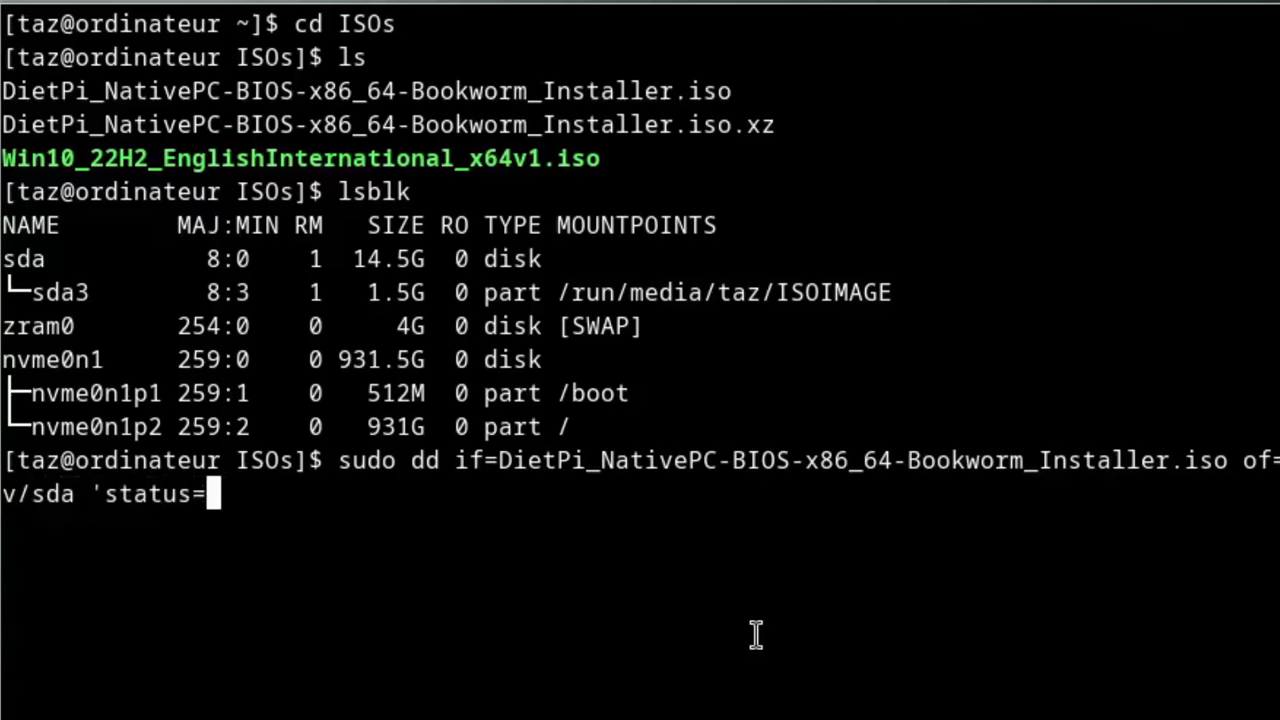 [taz@ordinateur ~]$ cd ISOs
[taz@ordinateur ISOs]$ ls
DietPi_NativePC-BIOS-x86_64-Bookworm_Installer.iso
DietPi_NativePC-BIOS-x86_64-Bookworm_Installer.iso.xz
Win10_22H2_EnglishInternational_x64v1.iso
[taz@ordinateur ISOs]$ lsblk
NAME        MAJ:MIN RM   SIZE RO TYPE MOUNTPOINTS
sda           8:0    1  14.5G  0 disk
└─sda3        8:3    1   1.5G  0 part /run/media/taz/ISOIMAGE
zram0       254:0    0     4G  0 disk [SWAP]
nvme0n1     259:0    0 931.5G  0 disk
├─nvme0n1p1 259:1    0   512M  0 part /boot
└─nvme0n1p2 259:2    0   931G  0 part /
[taz@ordinateur ISOs]$ sudo dd if=DietPi_NativePC-BIOS-x86_64-Bookworm_Installer.iso of=
v/sda 'status=